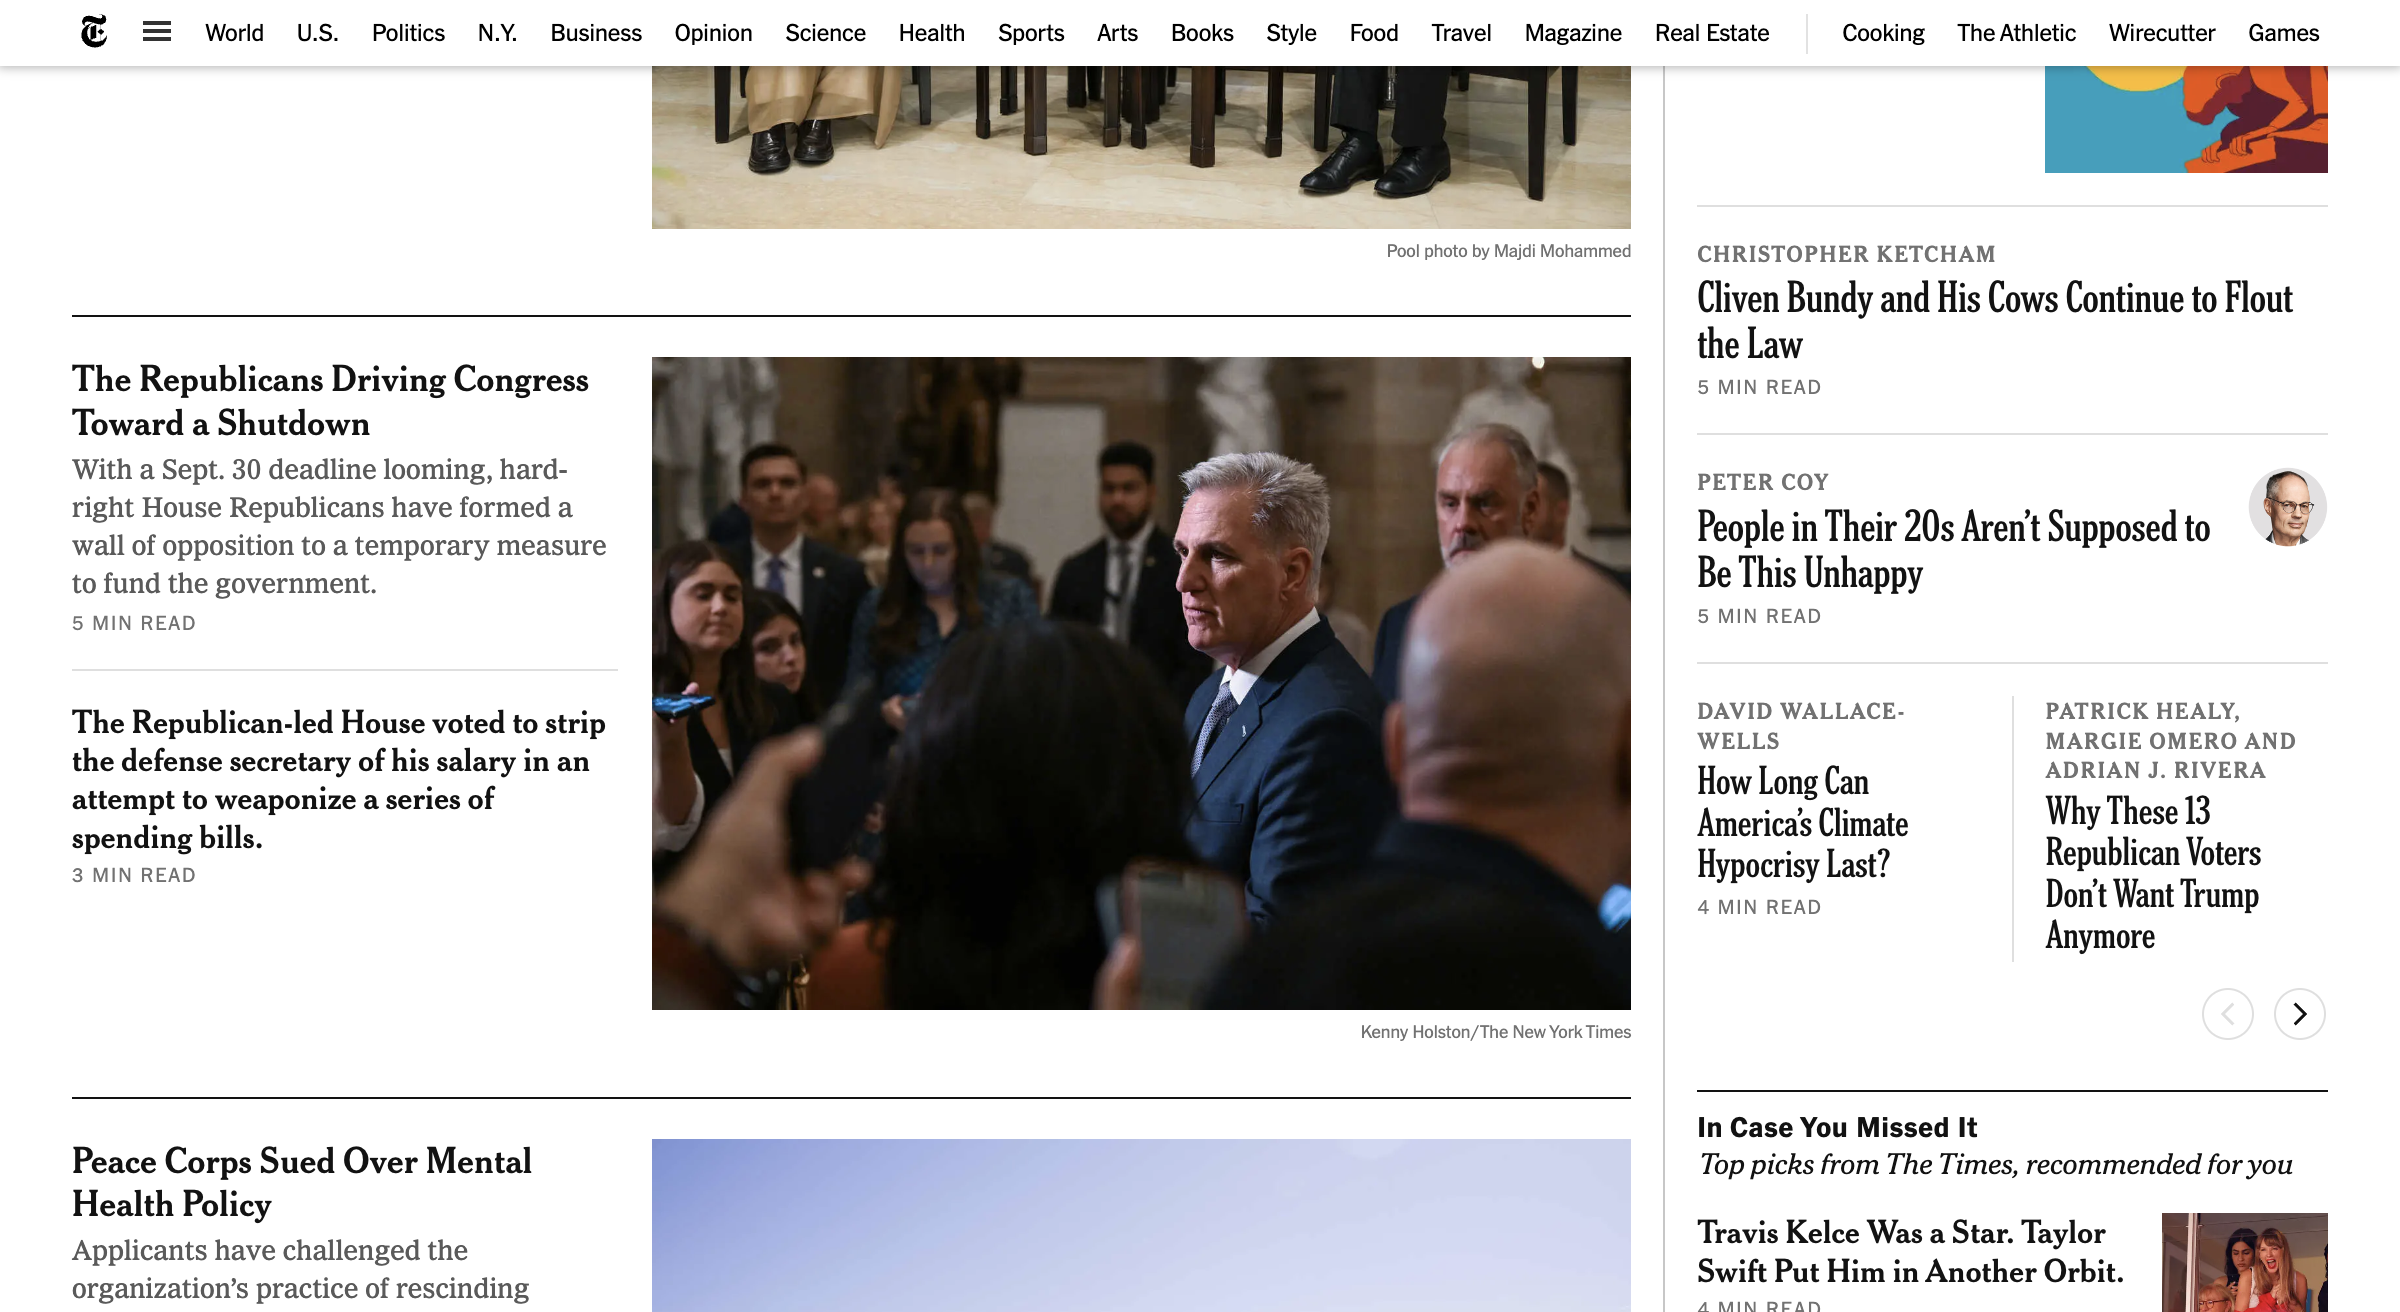 World U.S. Politics N.Y. Business Opinion Science Health Sports Arts Books Style Food Travel Magazine Real Estate Cooking The Athletic Wirecutter Games
Pool photo by Majdi Mohammed
The Republicans Driving Congress
Toward a Shutdown
With a Sept. 30 deadline looming, hard-
right House Republicans have formed a
wall of opposition to a temporary measure
to fund the government.
5 MIN READ
The Republican-led House voted to strip
the defense secretary of his salary in an
attempt to weaponize a series of
spending bills.
3 MIN READ
Kenny Holston/The New York Times
Peace Corps Sued Over Mental
Health Policy
Applicants have challenged the
organization’s practice of rescinding
CHRISTOPHER KETCHAM
Cliven Bundy and His Cows Continue to Flout
the Law
5 MIN READ
PETER COY
People in Their 20s Aren’t Supposed to
Be This Unhappy
5 MIN READ
DAVID WALLACE-
WELLS
How Long Can
America’s Climate
Hypocrisy Last?
4 MIN READ
PATRICK HEALY,
MARGIE OMERO AND
ADRIAN J. RIVERA
Why These 13
Republican Voters
Don’t Want Trump
Anymore
In Case You Missed It
Top picks from The Times, recommended for you
Travis Kelce Was a Star. Taylor
Swift Put Him in Another Orbit.
4 MIN READ